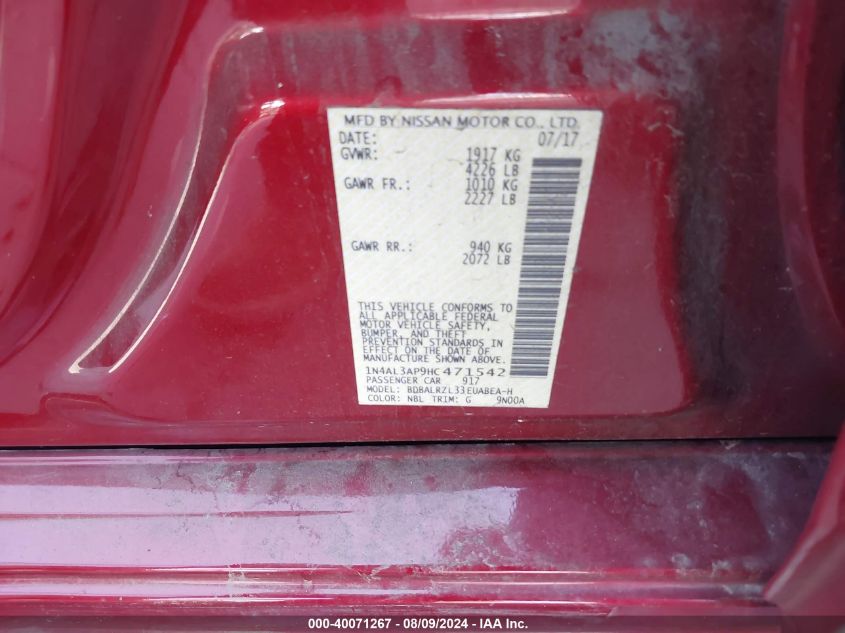 MFD BY NISSAN MOTOR CO., LTD.
DATE: 07/17
GVWR: 1917 KG
4226 LB
GAWR FR.: 1010 KG
2227 LB
GAWR RR.: 940 KG
2072 LB
THIS VEHICLE CONFORMS TO
ALL APPLICABLE FEDERAL
MOTOR VEHICLE SAFETY,
BUMPER, AND THEFT
PREVENTION STANDARDS IN
EFFECT ON THE DATE OF
MANUFACTURE SHOWN ABOVE.
1N4AL3AP9HC471542
PASSENGER CAR 917
MODEL: BDBALRZL33EUABEA-H
COLOR: NBL TRIM: G 9N00A
000-40071267 - 08/09/2024 - IAA Inc.